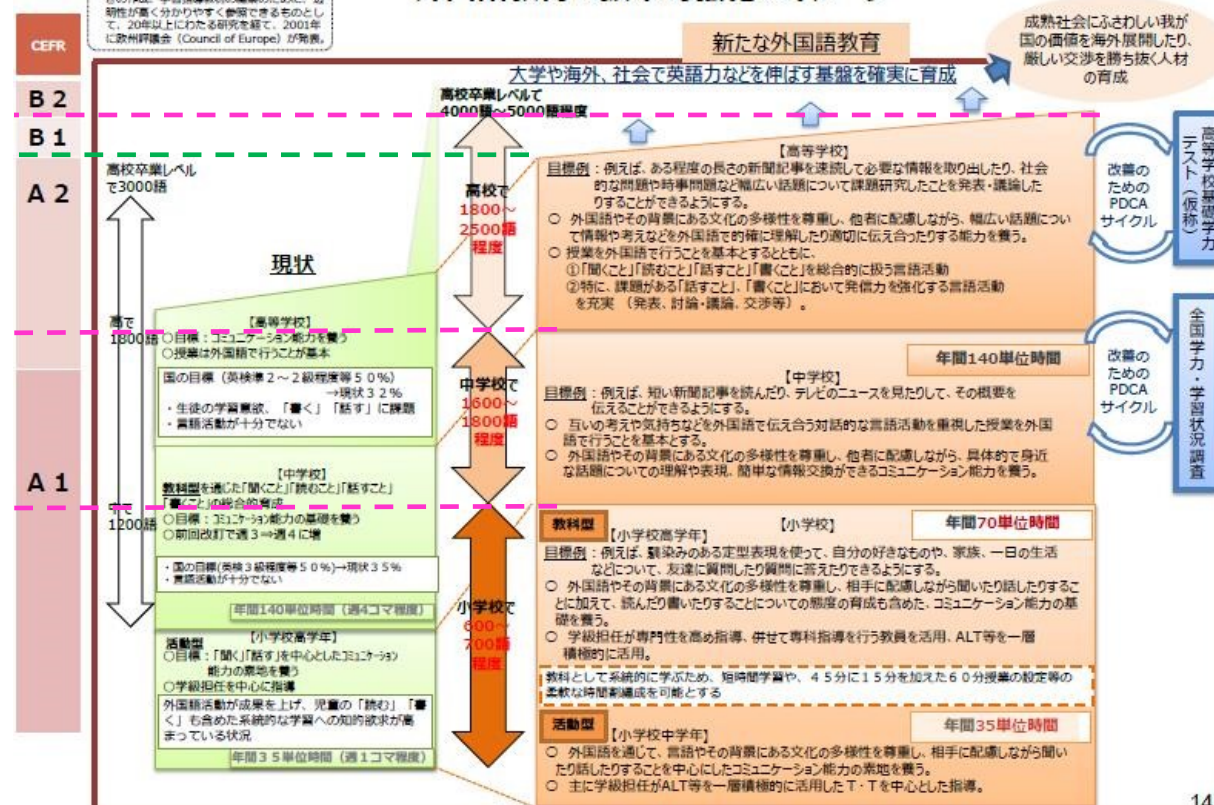 明性が高く分かりやすく参照できるものとし
て、20年以上にわたる研究を経て、2001年
に欧州評議会（Council of Europe）が発表。
CEFR
B 2
B 1
A 2
A 1
新たな外国語教育
大学や海外、社会で英語力などを伸ばす基盤を確実に育成
成熟社会にふさわしい我が
国の価値を海外展開したり、
厳しい交渉を勝ち抜く人材
の育成
高校卒業レベル
で3000語
高で
1800語
中で
1200語
現状
【高等学校】
○目標：コミュニケーション能力を養う
○授業は外国語で行うことが基本
国の目標（英検準２～２級程度等５０％）
→現状３２％
・生徒の学習意欲、「書く」「話す」に課題
・言語活動が十分でない
【中学校】
教科型を通じた「聞くこと」「読むこと」「話すこと」
「書くこと」の総合的育成
○目標：コミュニケーション能力の基礎を養う
○前回改訂で週３⇒週４に増
・国の目標(英検３級程度等５０％)→現状３５％
・言語活動が十分でない
年間140単位時間（週4コマ程度）
活動型
【小学校高学年】
○目標：「聞く」「話す」を中心としたコミュニケーション
能力の素地を養う
○学級担任を中心に指導
外国語活動が成果を上げ、児童の「読む」「書
く」も含めた系統的な学習への知的欲求が高
まっている状況
年間３５単位時間（週１コマ程度）
高校卒業レベルで
4000語～5000語程度
高校で
1800～
2500語
程度
中学校で
1600～
1800語
程度
小学校で
600～
700語
程度
【高等学校】
目標例：例えば、ある程度の長さの新聞記事を速読して必要な情報を取り出したり、社会
的な問題や時事問題など幅広い話題について課題研究したことを発表・議論した
りすることができるようにする。
○ 外国語やその背景にある文化の多様性を尊重し、他者に配慮しながら、幅広い話題につい
て情報や考えなどを外国語で的確に理解したり適切に伝え合ったりする能力を養う。
○ 授業を外国語で行うことを基本とするとともに、
①「聞くこと」「読むこと」「話すこと」「書くこと」を総合的に扱う言語活動
②特に、課題がある「話すこと」、「書くこと」において発信力を強化する言語活動
を充実 （発表、討論・議論、交渉等）。
年間140単位時間
【中学校】
目標例：例えば、短い新聞記事を読んだり、テレビのニュースを見たりして、その概要を
伝えることができるようにする。
○ 互いの考えや気持ちなどを外国語で伝え合う対話的な言語活動を重視した授業を外国
語で行うことを基本とする。
○ 外国語やその背景にある文化の多様性を尊重し、他者に配慮しながら、具体的で身近
な話題についての理解や表現、簡単な情報交換ができるコミュニケーション能力を養う。
教科型
【小学校高学年】
【小学校】
年間70単位時間
目標例：例えば、馴染みのある定型表現を使って、自分の好きなものや、家族、一日の生活
などについて、友達に質問したり質問に答えたりできるようにする。
○ 外国語やその背景にある文化の多様性を尊重し、相手に配慮しながら聞いたり話したりするこ
とに加えて、読んだり書いたりすることについての態度の育成も含めた、コミュニケーション能力の基
礎を養う。
○ 学級担任が専門性を高め指導、併せて専科指導を行う教員を活用、ALT等を一層
積極的に活用。
教科として系統的に学ぶため、短時間学習や、４５分に１５分を加えた６０分授業の設定等の
柔軟な時間割編成を可能とする
活動型
【小学校中学年】
年間35単位時間
○ 外国語を通じて、言語やその背景にある文化の多様性を尊重し、相手に配慮しながら聞い
たり話したりすることを中心にしたコミュニケーション能力の素地を養う。
○ 主に学級担任がALT等を一層積極的に活用したＴ・Ｔを中心とした指導。
改善の
ための
PDCA
サイクル
高等学校基礎学力
テスト（仮称）
改善の
ための
PDCA
サイクル
全国学力・学習状況調査
14